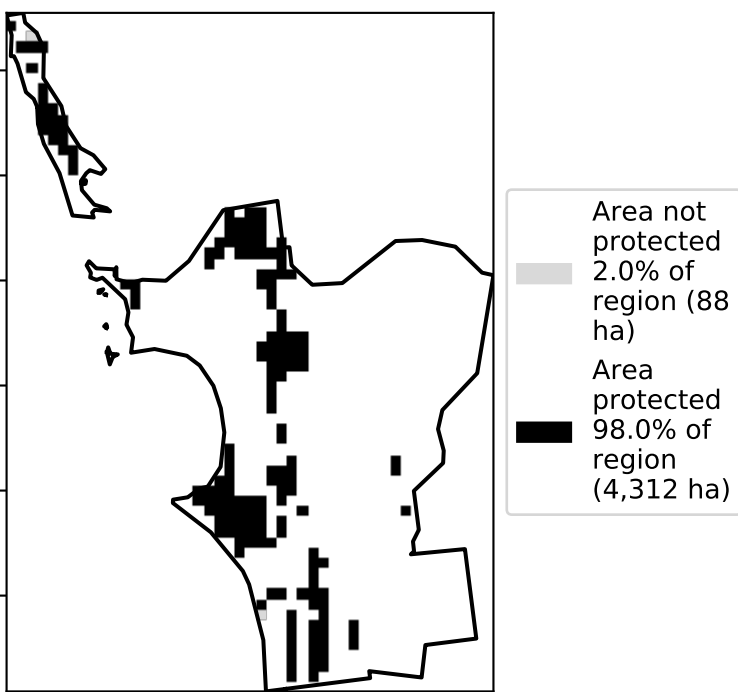 Area not
protected
2.0% of
region (88
ha)
Area
protected
98.0% of
region
(4,312 ha)